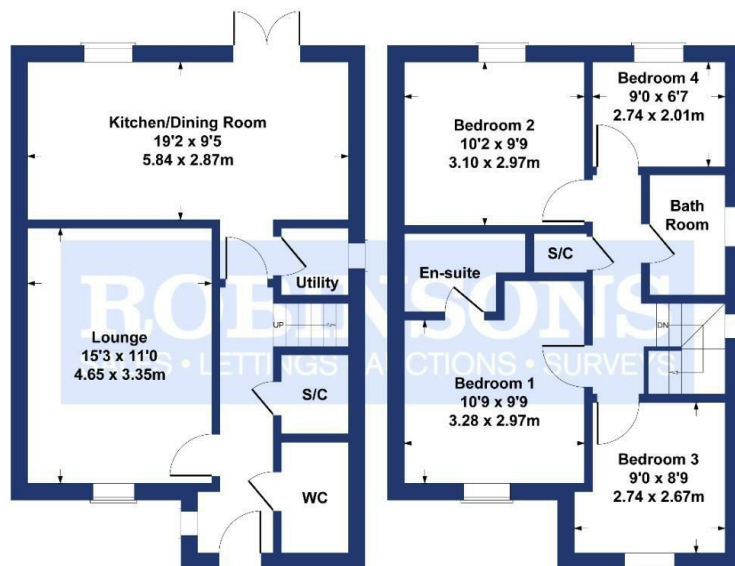 Kitchen/Dining Room
19'2 x 9'5
5.84 x 2.87m
Utility
Lounge
15'3 x 11'0
4.65 x 3.35m
UP
S/C
WC
Bedroom 2
10'2 x 9'9
3.10 x 2.97m
Bedroom 4
9'0 x 6'7
2.74 x 2.01m
Bath
Room
S/C
En-suite
DN
Bedroom 1
10'9 x 9'9
3.28 x 2.97m
Bedroom 3
9'0 x 8'9
2.74 x 2.67m
ROBINSONS
SALES • LETTINGS • AUCTIONS • SURVEYS